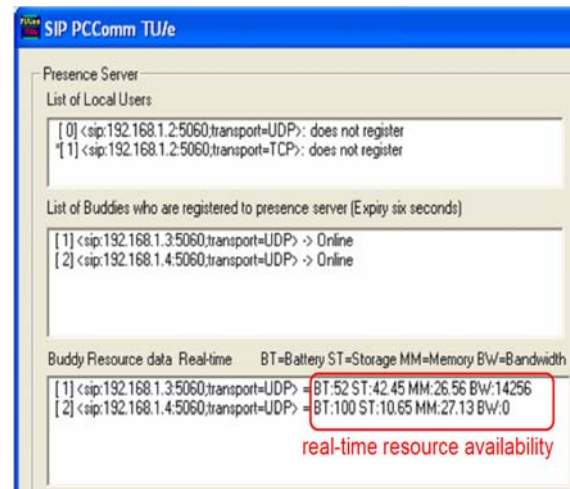 SIP PCComm TU/e
Presence Server
List of Local Users
[ 0] <sip:192.168.1.2:5060;transport=UDP>: does not register
*[ 1] <sip:192.168.1.2:5060;transport=TCP>: does not register
List of Buddies who are registered to presence server (Expiry six seconds)
[ 1] <sip:192.168.1.3:5060;transport=UDP> -> Online
[ 2] <sip:192.168.1.4:5060;transport=UDP> -> Online
Buddy Resource data Real-time BT=Battery ST=Storage MM=Memory BW=Bandwidth
[ 1] <sip:192.168.1.3:5060;transport=UDP> = BT:52 ST:42.45 MM:26.56 BW:14256
[ 2] <sip:192.168.1.4:5060;transport=UDP> = BT:100 ST:10.65 MM:27.13 BW:0
real-time resource availability